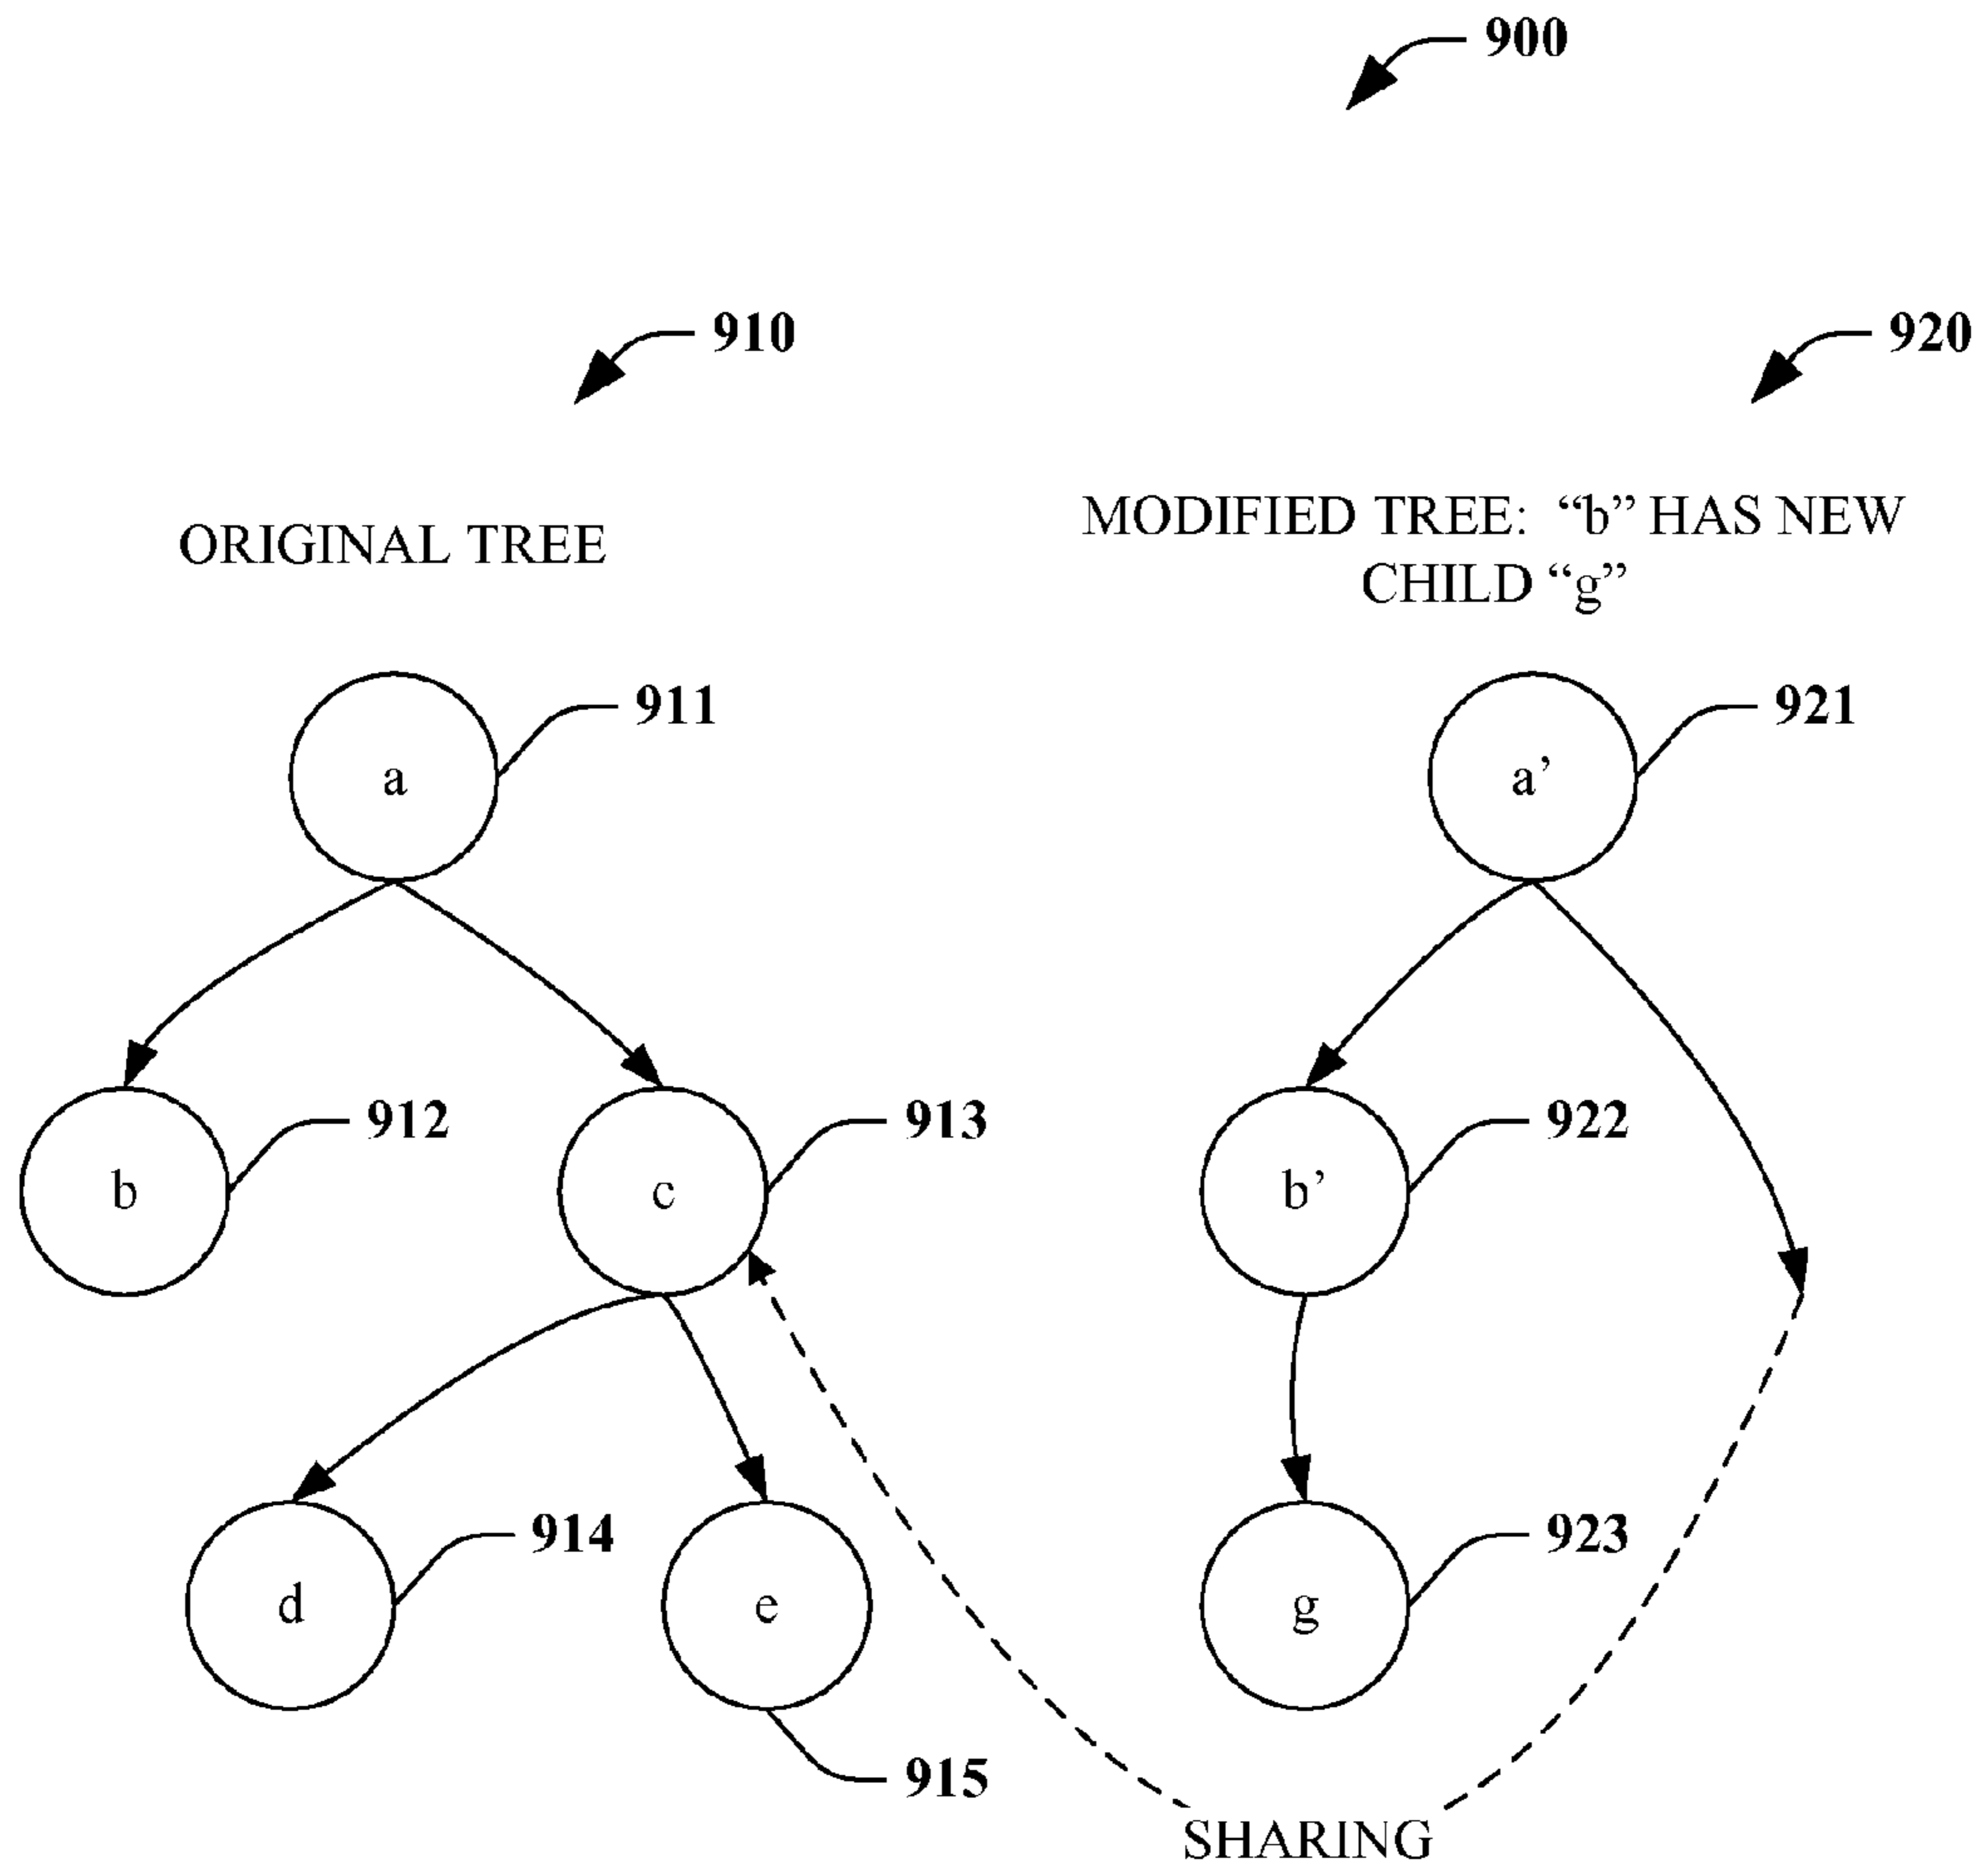 900
910
920
ORIGINAL TREE
MODIFIED TREE: “b” HAS NEW
CHILD “g”
911
921
a
a’
912
913
922
b
c
b’
914
923
d
e
g
915
SHARING